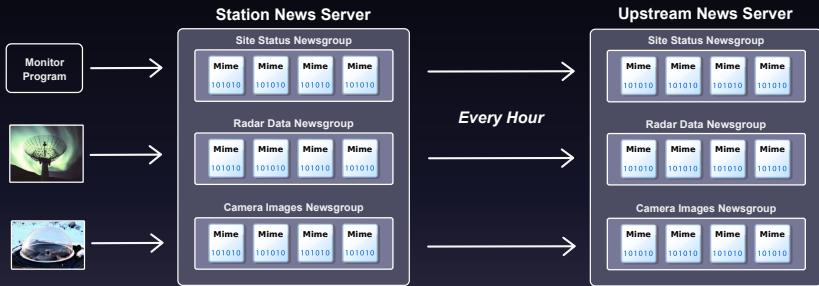 Station News Server
Upstream News Server
Site Status Newsgroup
Site Status Newsgroup
Monitor
Program
Mime Mime Mime Mime
101010 101010 101010 101010
Mime Mime Mime Mime
101010 101010 101010 101010
Every Hour
Radar Data Newsgroup
Radar Data Newsgroup
Mime Mime Mime Mime
101010 101010 101010 101010
Mime Mime Mime Mime
101010 101010 101010 101010
Camera Images Newsgroup
Camera Images Newsgroup
Mime Mime Mime Mime
101010 101010 101010 101010
Mime Mime Mime Mime
101010 101010 101010 101010